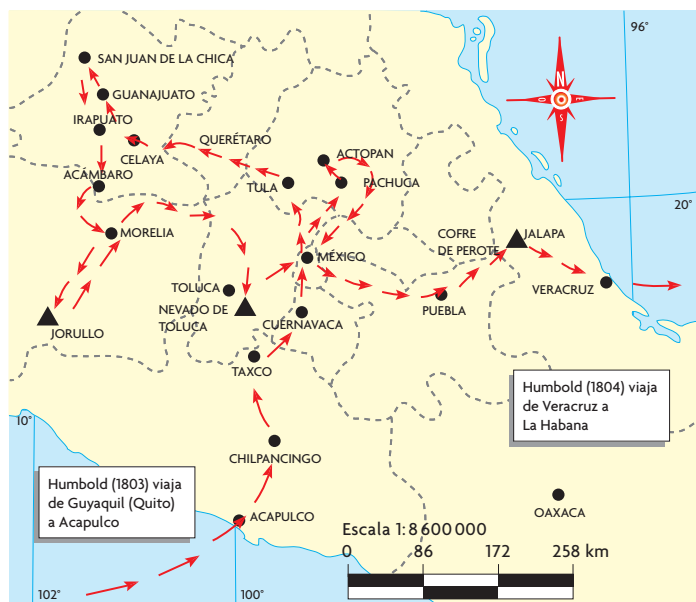 96°
SAN JUAN DE LA CHICA
N
E
O
S
GUANAJUATO
IRAPUATO
QUERÉTARO
CELAYA
ACTOPAN
ACÁMBARO
TULA
PACHUGA
20°
MORELIA
COFRE
DE PEROTE
JALAPA
MÉXICO
TOLUCA
VERACRUZ
NEVADO DE
TOLUCA
PUEBLA
CUERNAVACA
JORULLO
TAXCO
Humbold (1804) viaja
de Veracruz a
La Habana
10°
CHILPANCINGO
Humbold (1803) viaja
de Guyaquil (Quito)
a Acapulco
OAXACA
ACAPULCO
Escala 1:8 600 000
0 86 172 258 km
102°
100°